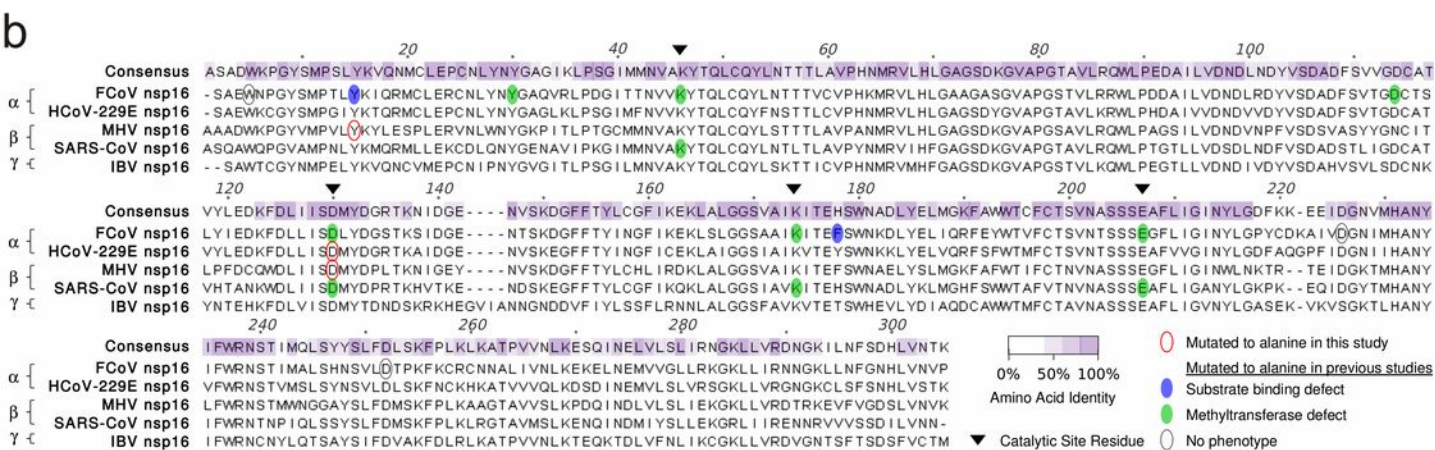 b
20 40 60 80 100
Consensus ASADWKPGYSMPSLYKVQNMCLEPCNLYNYGAGIKLPSGIMMNVAKYTQLCQYLNTTTLAVPHNMRVLHLGAGSDKGVAPGTAVLRQWLPEDAILVDNDLNDYVSDADFSVVGDCAT
α { FCoV nsp16 -SAEWNPGYSMPTLYKIQRMCLERCNLYNYGAQVRLPDGITTNVVKYTQLCQYLNTTTVCVPHKMRVLHLGAAGASGVAPGSTVLRRWLPDDAILVDNDLRDYVSDADFSVTGDCTS
HCoV-229E nsp16 -SAEWKCGYSMPGIYKTQRMCLEPCNLYNYGAGLKLPSGIMFNVVKYTQLCQYFNSTTLCVPHNMRVLHLGAGSDYGVAPGTAVLKRWLPHDAIVVDNDVVDYVSDADFSVTGDCAT
β { MHV nsp16 AAADWKPGYVMPVLYKYLESPLERVNLWNYGKPITLPTGCMMNVAKYTQLCQYLSTTTLAVPANMRVLHLGAGSDKGVAPGSAVLRQWLPAGSILVDNDVNPFVSDSVASYYGNCIT
SARS-CoV nsp16 ASQAWQPGVAMPNLYKMQRMLLEKCDLQNYGENAVIPKGIMMNVAKYTQLCQYLNTLTLAVPYNMRVIHFGAGSDKGVAPGTAVLRQWLPTGTLLVDSDLNDFVSDADSTLIGDCAT
γ { IBV nsp16 --SAWTCGYNMPELYKVQNCVMEPCNIPNYGVGITLPSGILMNVAKYTQLCQYLSKTTICVPHNMRVMHFGAGSDKGVAPGSTVLKQWLPEGTLLVDNDIVDYVSDAHVSVLSDCNK
120 140 160 180 200 220
Consensus VYLEDKFDLIISDMYDGRTKNIDGE----NVSKDGFFTYLCGFIKEKLALGGSVAIKITEHSWNADLYELMGKFAWWTCFCTSVNASSSEAFLIGINYLGDFKK-EEIDGNVMHANY
α { FCoV nsp16 LYIEDKFDLLISDLYDGSTKSIDGE----NTSKDGFFTYINGFIKEKLSLGGSAAIKITEFSWNKDLYELIQRFEYWTVFCTSVNTSSSEGFLIGINYLGPYCDKAIVDGNIMHANY
HCoV-229E nsp16 VYLEDKFDLLISDMYDGRTKAIDGE----NVSKEGFFTYINGFICEKLAIGGSIAIKVTEYSWNKKLYELVQRFSFWTMFCTSVNTSSSEAFVVGINYLGDFAQGPFIDGNIIHANY
β { MHV nsp16 LPFDCQWDLIISDMYDPLTKNIGEY----NVSKDGFFTYLCHLIRDKLALGGSVAIKITEFSWNAELYSLMGKFAFWTIFCTNVNASSSEGFLIGINWLNKTR--TEIDGKTMHANY
SARS-CoV nsp16 VHTANKWDLIISDMYDPRTKHVTKE----NDSKEGFFTYLCGFIKQKLALGGSIAVKITEHSWNADLYKLMGHFSWWTAFVTNVNASSSEAFLIGANYLGKPK--EQIDGYTMHANY
γ { IBV nsp16 YNTEHKFDLVISDMYTDNDSKRKHEGVIANNGNDDVFIYLSSFLRNNLALGGSFAVKVTETSWHEVLYDIAQDCAWWTMFCTAVNASSSEAFLIGVNYLGASEK-VKVSGKTLHANY
240 260 280 300
Consensus IFWRNSTIMQLSYYSLFDLSKFPLKLKATPVVNLKESQINELVLSLIRNGKLLVRDNGKILNFSDHLVNTK
α { FCoV nsp16 IFWRNSTIMALSHNSVLDTPKFKCRCNNALIVNLKEKELNEMVVGLLRKGKLLIRNNGKLLNFGNHLVNVP
HCoV-229E nsp16 IFWRNSTVMSLSYNSVLDLSKFNCKHKATVVVQLKDSDINEMVLSLVRSGKLLVRGNGKCLSFSNHLVSTK
β { MHV nsp16 LFWRNSTMWNGGAYSLFDMSKFPLKAAGTAVVSLKPDQINDLVLSLIEKGKLLVRDTRKEVFVGDSLVNVK
SARS-CoV nsp16 IFWRNTNPIQLSSYSLFDMSKFPLKLRGTAVMSLKENQINDMIYSLLEKGRLIIRENNRVVVSSDILVNN-
γ { IBV nsp16 IFWRNCNYLQTSAYSIFDVAKFDLRLKATPVVNLKTEQKTDLVFNLIKCGKLLVRDVGNTSFTSDSFVCTM
0% 50% 100%
Amino Acid Identity
Mutated to alanine in this study
Mutated to alanine in previous studies
Substrate binding defect
Methyltransferase defect
Catalytic Site Residue
No phenotype